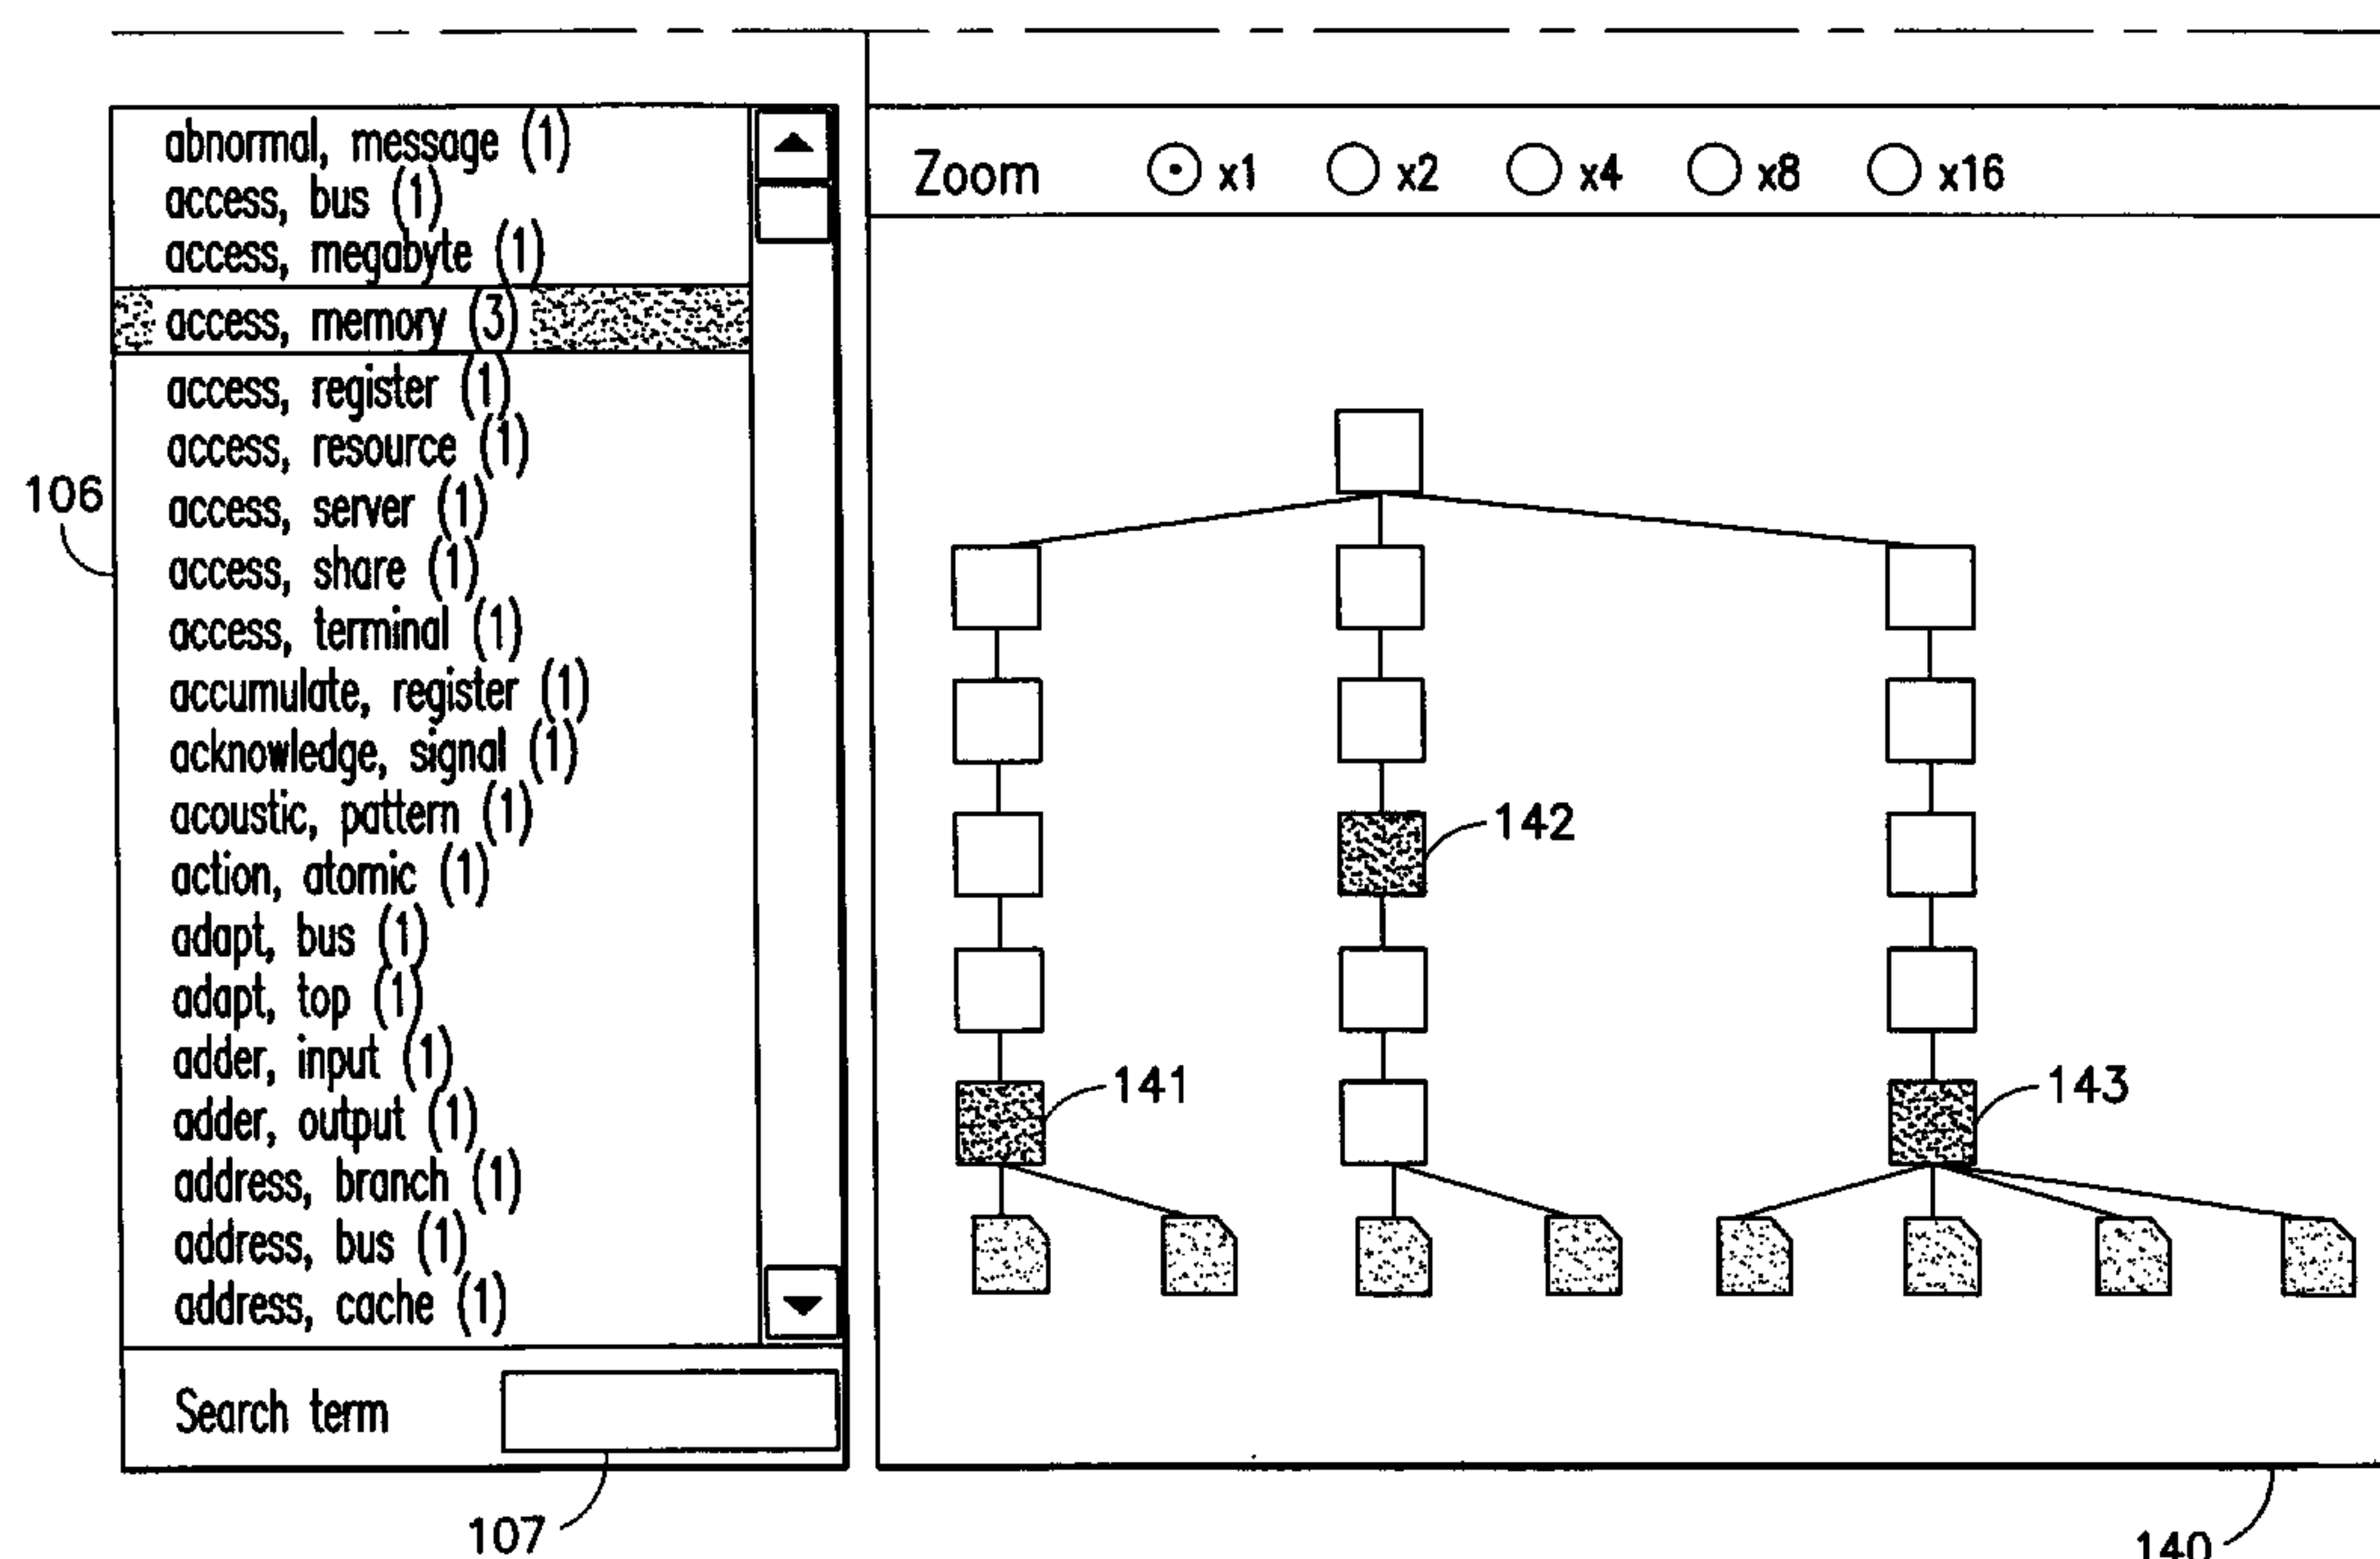 abnormal, message (1)
access, bus (1)
access, megabyte (1)
access, memory (3)
access, register (1)
access, resource (1)
access, server (1)
access, share (1)
access, terminal (1)
accumulate, register (1)
acknowledge, signal (1)
acoustic, pattern (1)
action, atomic (1)
adapt, bus (1)
adapt, top (1)
adder, input (1)
adder, output (1)
address, branch (1)
address, bus (1)
address, cache (1)
Search term
106
107
Zoom x1 x2 x4 x8 x16
142
141
143
140